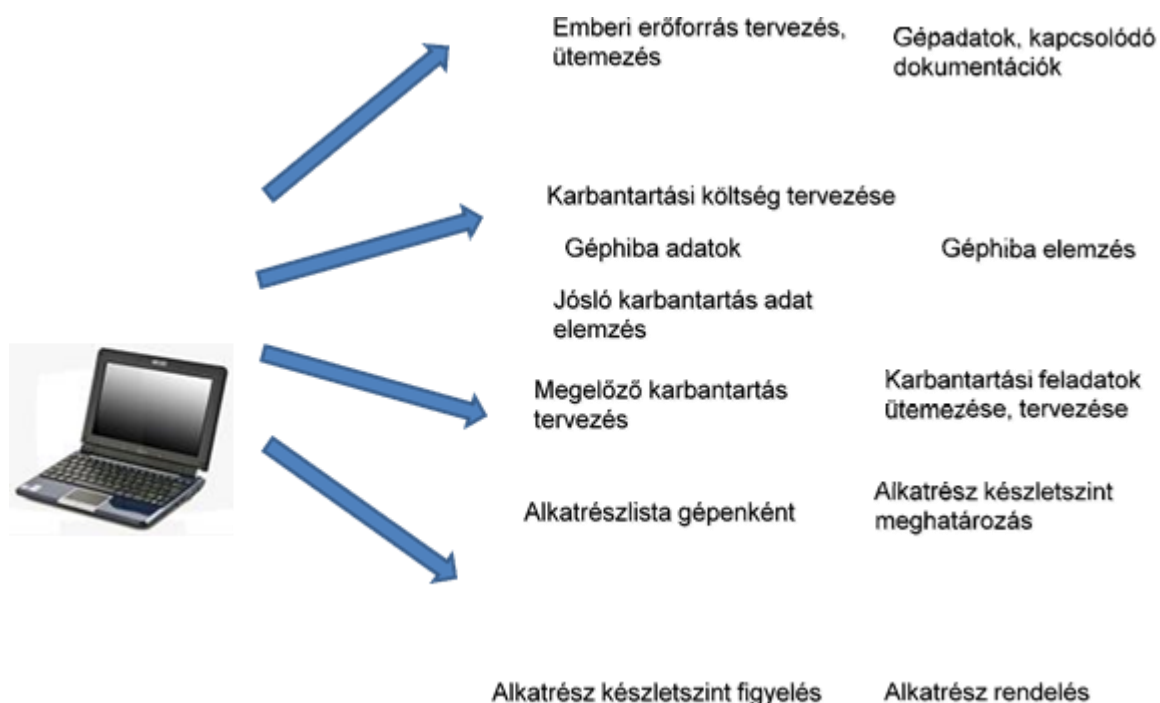 Emberi erőforrás tervezés,
ütemezés
Gépadatok, kapcsolódó
dokumentációk
Karbantartási költség tervezése
Géphiba adatok
Géphiba elemzés
Jósló karbantartás adat
elemzés
Megelőző karbantartás
tervezés
Karbantartási feladatok
ütemezése, tervezése
Alkatrészlista gépenként
Alkatrész készletszint
meghatározás
Alkatrész készletszint figyelés
Alkatrész rendelés